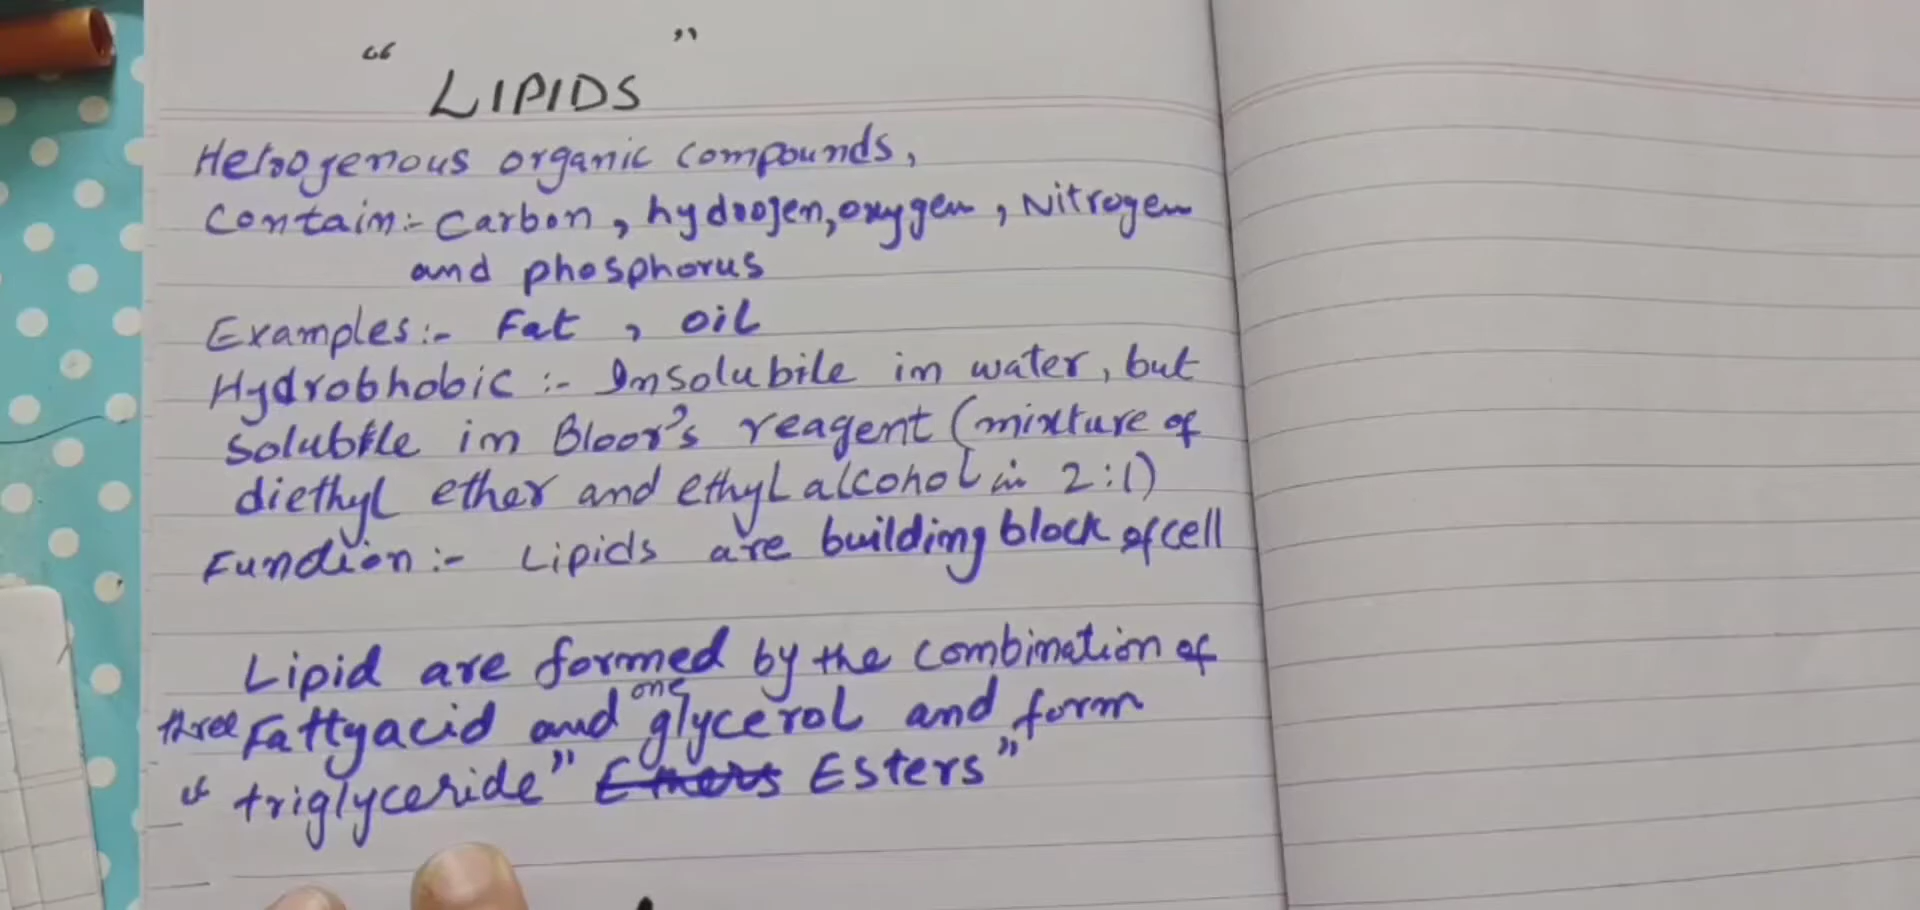 “ LIPIDS ”
Hetrogenous organic compounds,
Contain:- Carbon, hydrogen, oxygen, Nitrogen
and phosphorus
Examples:- Fat, oil
Hydrobhobic :- Insolubile in water, but
solubtle in Bloor's reagent (mixture of
diethyl ether and ethyl alcohol in 2:1)
Function :- Lipids are building block of cell
Lipid are formed by the combination of
three Fattyacid and one glycerol and form
“ triglyceride” Esters”